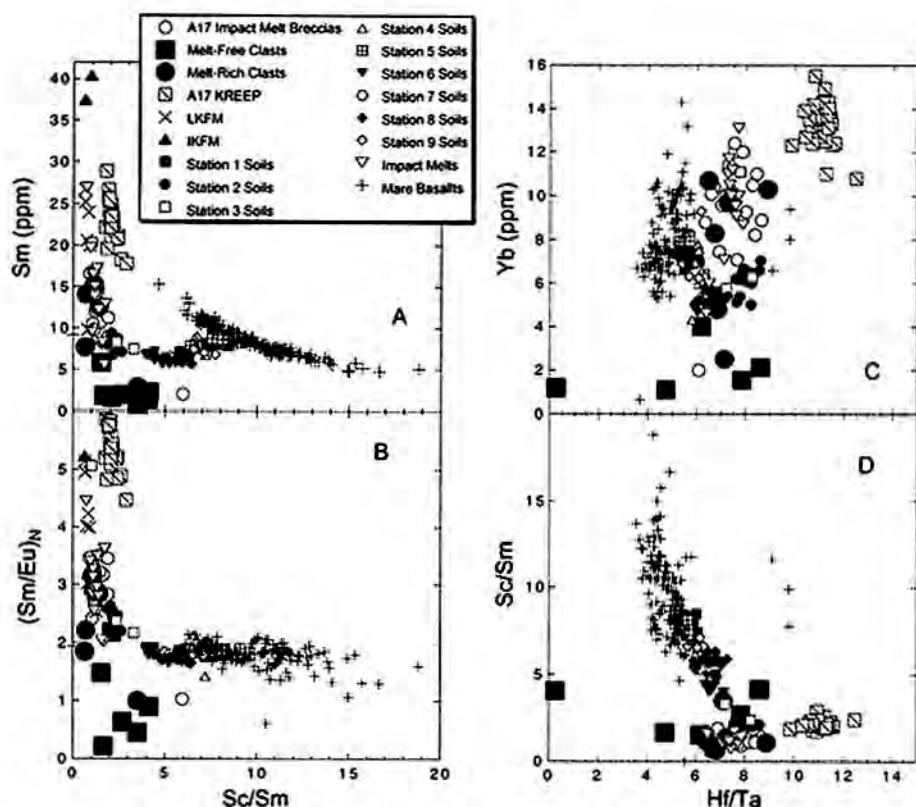 A17 Impact Melt Breccias
Melt-Free Clasts
Melt-Rich Clasts
A17 KREEP
LKFM
IKFM
Station 1 Soils
Station 2 Soils
Station 3 Soils
Station 4 Soils
Station 5 Soils
Station 6 Soils
Station 7 Soils
Station 8 Soils
Station 9 Soils
Impact Melts
Mare Basalts
40
35
30
25
20
15
10
5
0
Sm (ppm)
A
5
4
3
2
1
0
(Sm/Eu)N
B
0 5 10 15 20
Sc/Sm
16
14
12
10
8
6
4
2
0
Yb (ppm)
C
15
10
5
0
Sc/Sm
D
0 2 4 6 8 10 12 14
Hf/Ta